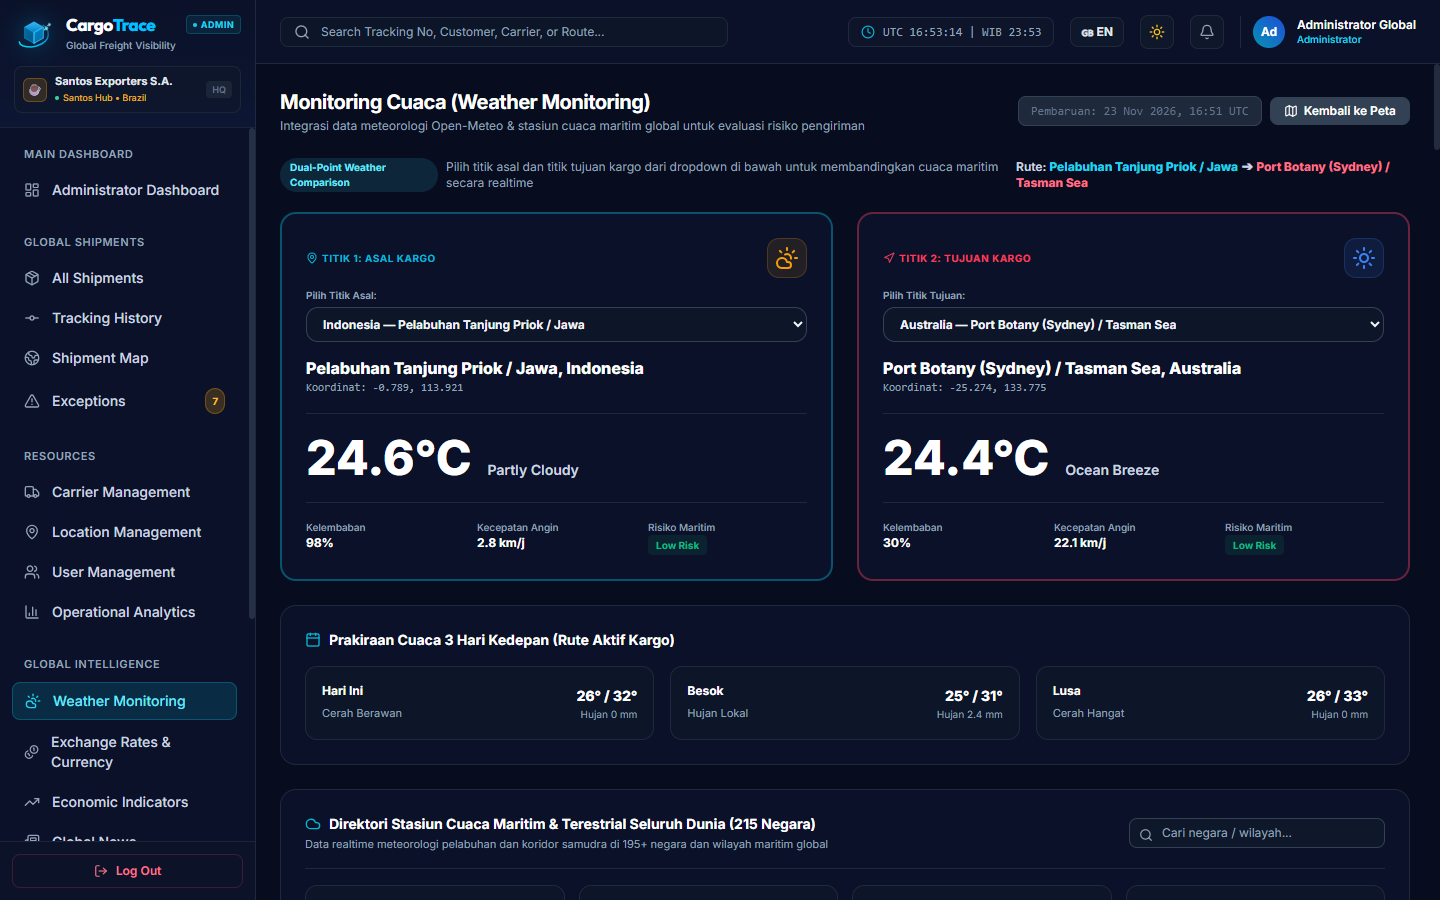 CargoTrace
Global Freight Visibility
• ADMIN
Santos Exporters S.A.
• Santos Hub • Brazil
HQ
MAIN DASHBOARD
Administrator Dashboard
GLOBAL SHIPMENTS
All Shipments
Tracking History
Shipment Map
Exceptions
7
RESOURCES
Carrier Management
Location Management
User Management
Operational Analytics
GLOBAL INTELLIGENCE
Weather Monitoring
Exchange Rates &
Currency
Economic Indicators
Global News
Log Out
Search Tracking No, Customer, Carrier, or Route...
UTC 16:53:14 | WIB 23:53
GB EN
Ad
Administrator Global
Administrator
Monitoring Cuaca (Weather Monitoring)
Integrasi data meteorologi Open-Meteo & stasiun cuaca maritim global untuk evaluasi risiko pengiriman
Pembaruan: 23 Nov 2026, 16:51 UTC
Kembali ke Peta
Dual-Point Weather
Comparison
Pilih titik asal dan titik tujuan kargo dari dropdown di bawah untuk membandingkan cuaca maritim
secara realtime
Rute: Pelabuhan Tanjung Priok / Jawa ➔ Port Botany (Sydney) /
Tasman Sea
TITIK 1: ASAL KARGO
Pilih Titik Asal:
Indonesia — Pelabuhan Tanjung Priok / Jawa
Pelabuhan Tanjung Priok / Jawa, Indonesia
Koordinat: -0.789, 113.921
24.6°C Partly Cloudy
Kelembaban
98%
Kecepatan Angin
2.8 km/j
Risiko Maritim
Low Risk
TITIK 2: TUJUAN KARGO
Pilih Titik Tujuan:
Australia — Port Botany (Sydney) / Tasman Sea
Port Botany (Sydney) / Tasman Sea, Australia
Koordinat: -25.274, 133.775
24.4°C Ocean Breeze
Kelembaban
30%
Kecepatan Angin
22.1 km/j
Risiko Maritim
Low Risk
Prakiraan Cuaca 3 Hari Kedepan (Rute Aktif Kargo)
Hari Ini
Cerah Berawan
26° / 32°
Hujan 0 mm
Besok
Hujan Lokal
25° / 31°
Hujan 2.4 mm
Lusa
Cerah Hangat
26° / 33°
Hujan 0 mm
Direktori Stasiun Cuaca Maritim & Terestrial Seluruh Dunia (215 Negara)
Data realtime meteorologi pelabuhan dan koridor samudra di 195+ negara dan wilayah maritim global
Cari negara / wilayah...